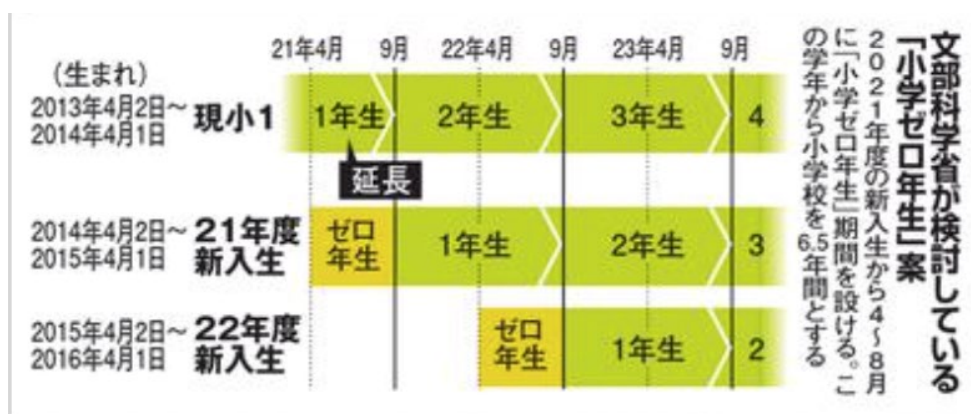 文部科学省が検討している
「小学ゼロ年生」案
2021年度の新入生から4〜8月
に「小学ゼロ年生」期間を設ける。こ
の学年から小学校を6.5年間とする
21年4月 9月 22年4月 9月 23年4月 9月
(生まれ)
2013年4月2日〜
2014年4月1日
現小1
1年生 2年生 3年生 4
延長
2014年4月2日〜
2015年4月1日
21年度
新入生
ゼロ
年生
1年生 2年生 3
2015年4月2日〜
2016年4月1日
22年度
新入生
ゼロ
年生
1年生 2